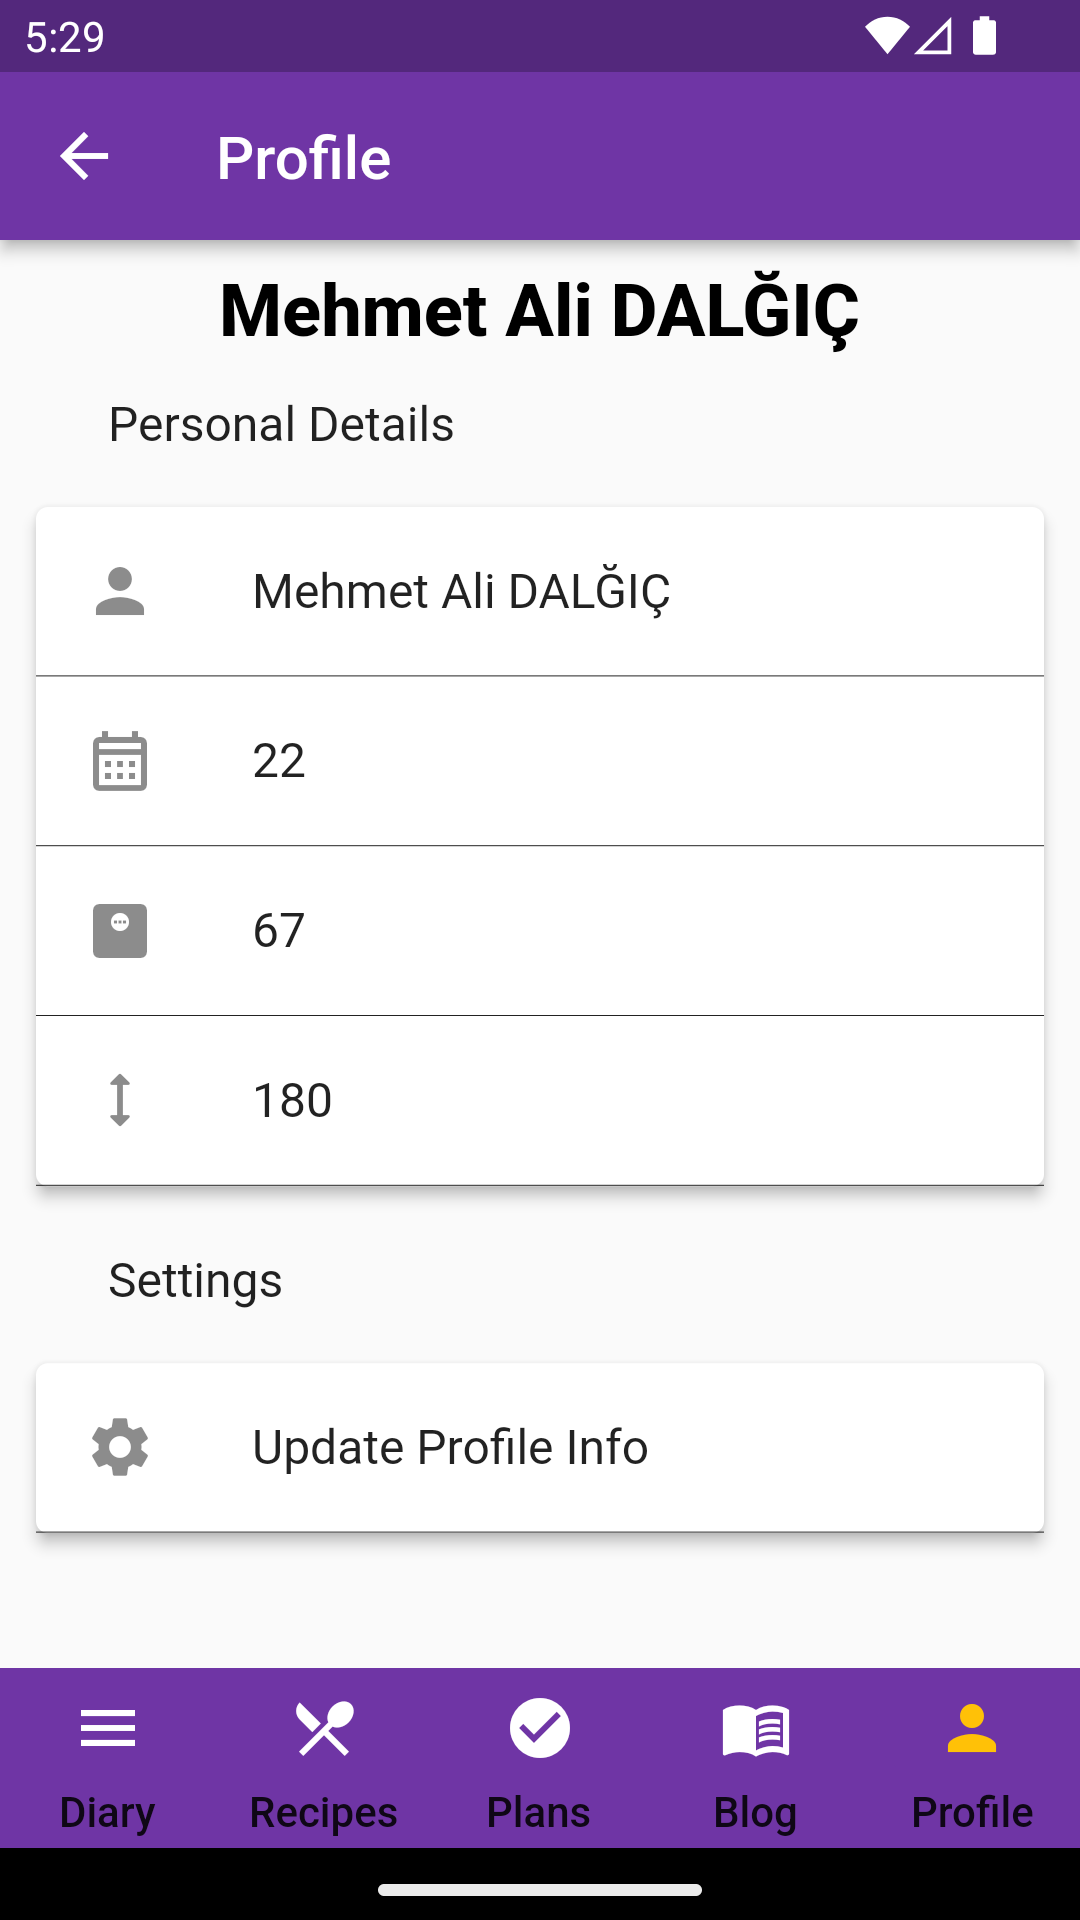 5:29
Profile
Mehmet Ali DALĞIÇ
Personal Details
Mehmet Ali DALĞIÇ
22
67
180
Settings
Update Profile Info
Diary
Recipes
Plans
Blog
Profile